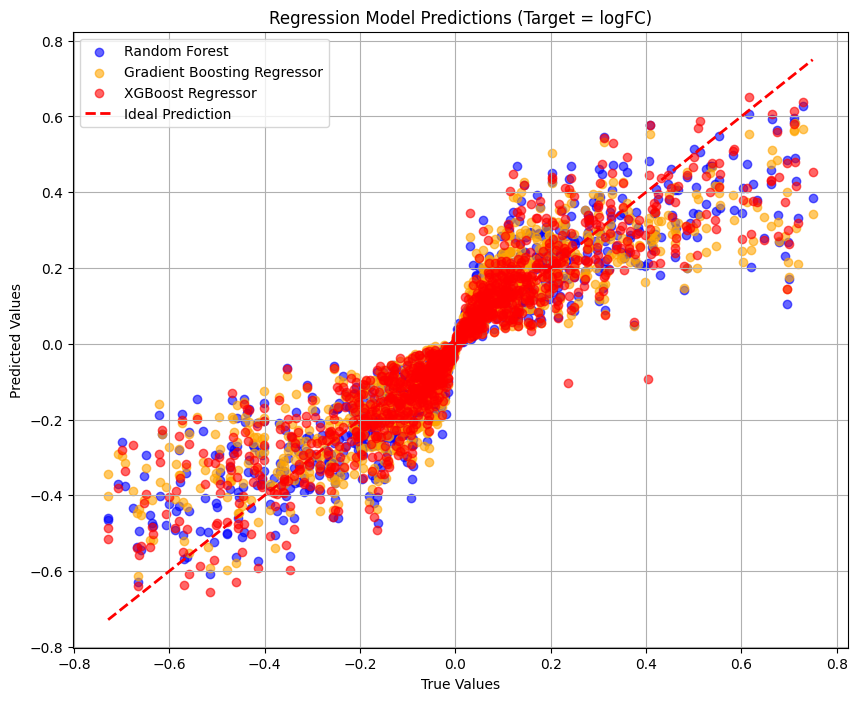 Regression Model Predictions (Target = logFC)
Random Forest
Gradient Boosting Regressor
XGBoost Regressor
Ideal Prediction
Predicted Values
0.8
0.6
0.4
0.2
0.0
−0.2
−0.4
−0.6
−0.8
−0.8 −0.6 −0.4 −0.2 0.0 0.2 0.4 0.6 0.8
True Values